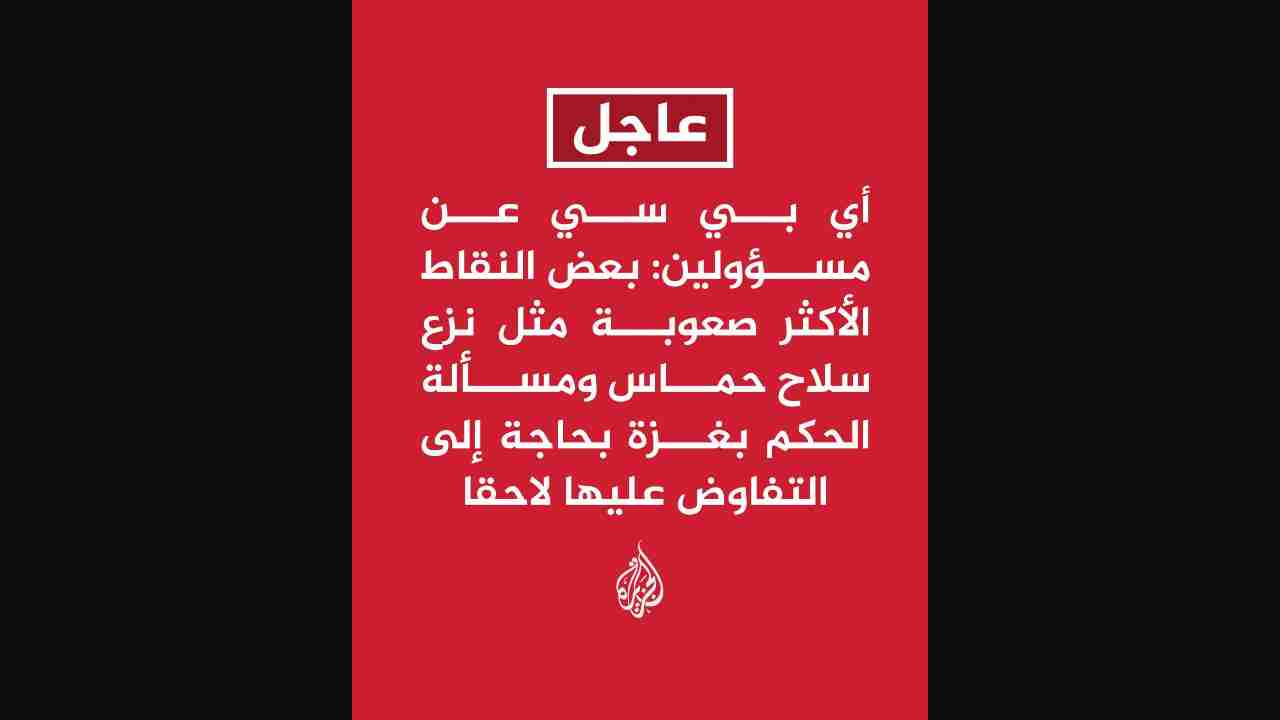 عاجل
أي بي سي عن
مسؤولين: بعض النقاط
الأكثر صعوبة مثل نزع
سلاح حماس ومسألة
الحكم بغزة بحاجة إلى
التفاوض عليها لاحقا
الجزيرة